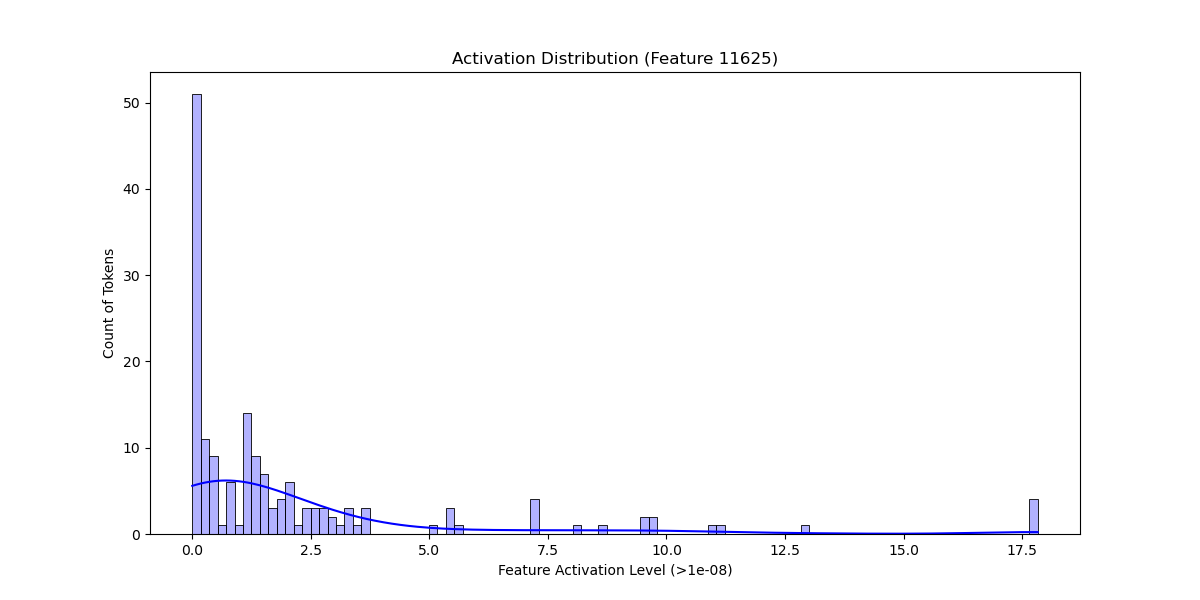 Activation Distribution (Feature 11625)
50
40
30
20
10
0
0.0 2.5 5.0 7.5 10.0 12.5 15.0 17.5
Count of Tokens
Feature Activation Level (>1e-08)